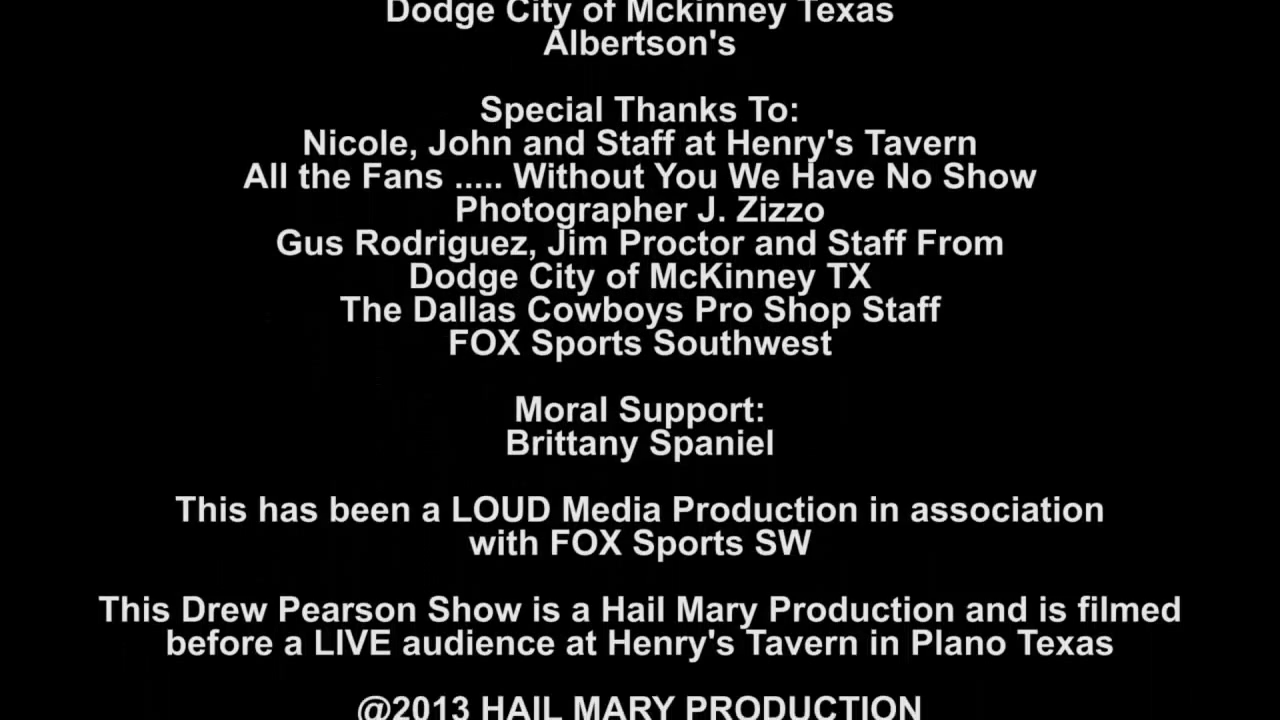 Dodge City of Mckinney Texas
Albertson's
Special Thanks To:
Nicole, John and Staff at Henry's Tavern
All the Fans ..... Without You We Have No Show
Photographer J. Zizzo
Gus Rodriguez, Jim Proctor and Staff From
Dodge City of McKinney TX
The Dallas Cowboys Pro Shop Staff
FOX Sports Southwest
Moral Support:
Brittany Spaniel
This has been a LOUD Media Production in association
with FOX Sports SW
This Drew Pearson Show is a Hail Mary Production and is filmed
before a LIVE audience at Henry's Tavern in Plano Texas
@2013 HAIL MARY PRODUCTION